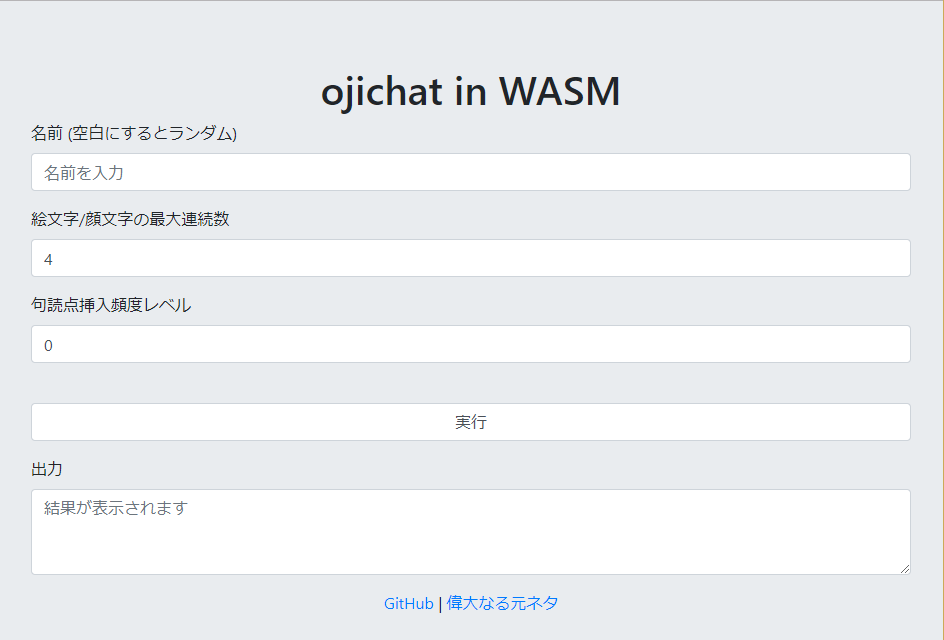 ojichat in WASM
名前 (空白にするとランダム)
名前を入力
絵文字/顔文字の最大連続数
4
句読点挿入頻度レベル
0
実行
出力
結果が表示されます
GitHub | 偉大なる元ネタ